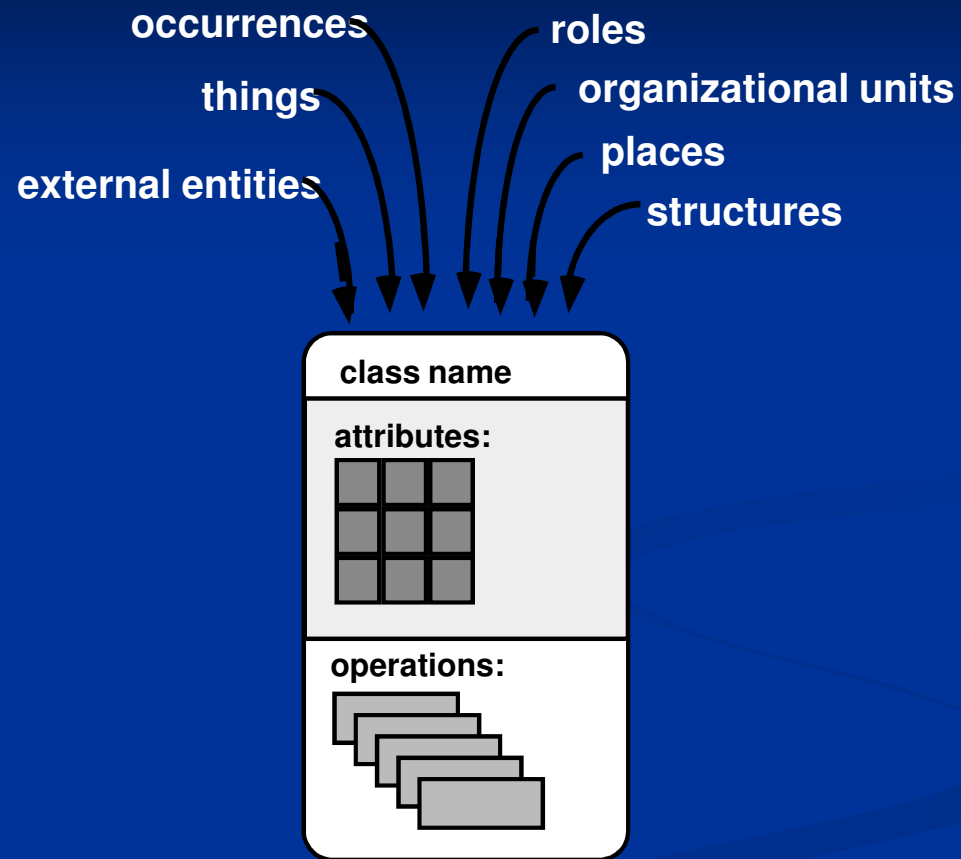 occurrences
roles
things
organizational units
places
external entities
structures
class name
attributes:
operations: